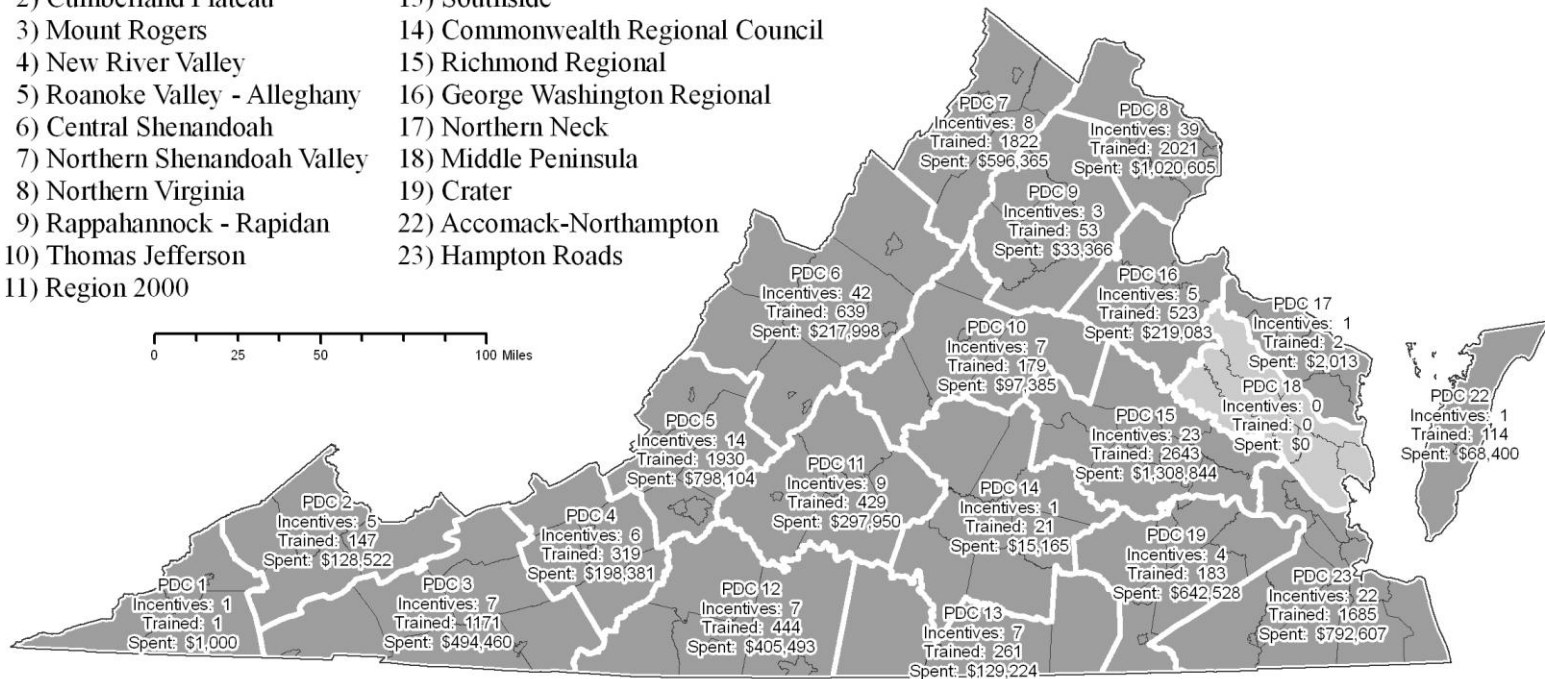 2) Cumberland Plateau
3) Mount Rogers
4) New River Valley
5) Roanoke Valley - Alleghany
6) Central Shenandoah
7) Northern Shenandoah Valley
8) Northern Virginia
9) Rappahannock - Rapidan
10) Thomas Jefferson
11) Region 2000
13) Southside
14) Commonwealth Regional Council
15) Richmond Regional
16) George Washington Regional
17) Northern Neck
18) Middle Peninsula
19) Crater
22) Accomack-Northampton
23) Hampton Roads
0 25 50 100 Miles
PDC 7
Incentives: 8
Trained: 1822
Spent: $596,365
PDC 8
Incentives: 39
Trained: 2021
Spent: $1,020,605
PDC 9
Incentives: 3
Trained: 53
Spent: $33,366
PDC 6
Incentives: 42
Trained: 639
Spent: $217,998
PDC 16
Incentives: 5
Trained: 523
Spent: $219,083
PDC 17
Incentives: 1
Trained: 2
Spent: $2,013
PDC 10
Incentives: 7
Trained: 179
Spent: $97,385
PDC 18
Incentives: 0
Trained: 0
Spent: $0
PDC 22
Incentives: 1
Trained: 114
Spent: $68,400
PDC 5
Incentives: 14
Trained: 1930
Spent: $798,104
PDC 15
Incentives: 23
Trained: 2643
Spent: $1,308,844
PDC 11
Incentives: 9
Trained: 429
Spent: $297,950
PDC 14
Incentives: 1
Trained: 21
Spent: $15,165
PDC 2
Incentives: 5
Trained: 147
Spent: $128,522
PDC 4
Incentives: 6
Trained: 319
Spent: $198,381
PDC 19
Incentives: 4
Trained: 183
Spent: $642,528
PDC 1
Incentives: 1
Trained: 1
Spent: $1,000
PDC 3
Incentives: 7
Trained: 1171
Spent: $494,460
PDC 12
Incentives: 7
Trained: 444
Spent: $405,493
PDC 13
Incentives: 7
Trained: 261
Spent: $129,224
PDC 23
Incentives: 22
Trained: 1685
Spent: $792,607